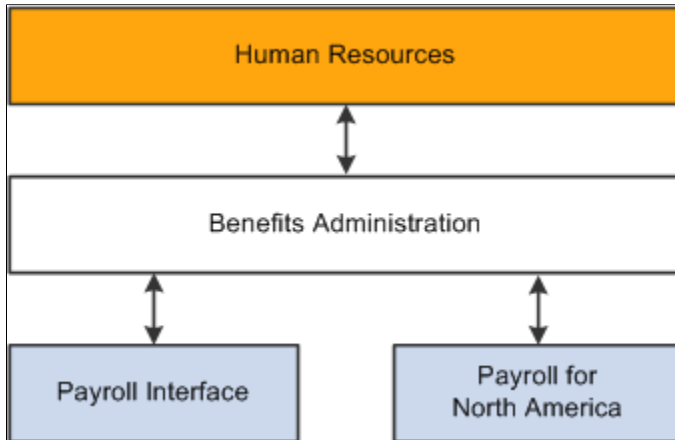 Human Resources
Benefits Administration
Payroll Interface
Payroll for
North America